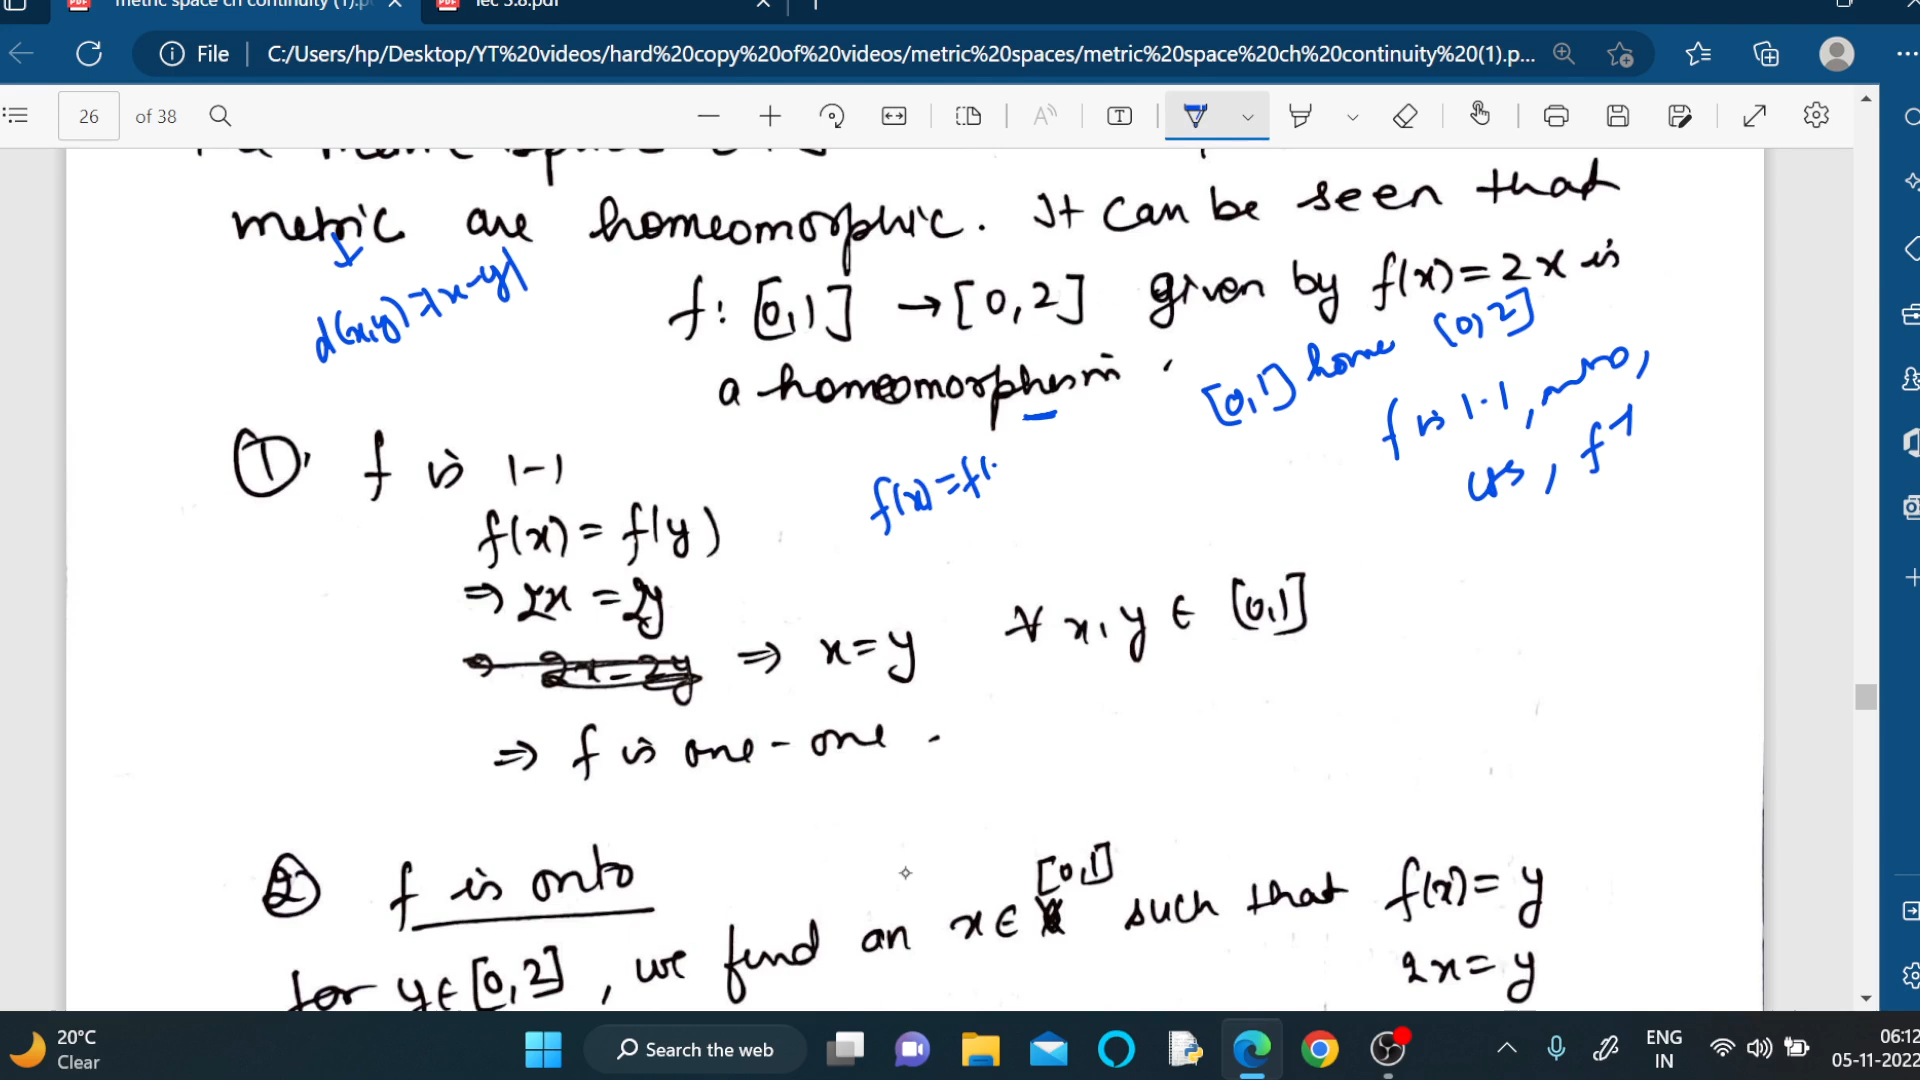 metric space ch continuity (1).p
lec 3.8.pdf
File C:/Users/hp/Desktop/YT%20videos/hard%20copy%20of%20videos/metric%20spaces/metric%20space%20ch%20continuity%20(1).p...
26 of 38
metric are homeomorphic. It can be seen that
d(x,y)=|x-y|
f: [0,1] → [0,2] given by f(x)=2x is
a homeomorphism.
[0,1] home [0,2]
f is 1-1, onto,
cts, f-1
① f is 1-1
f(x)=f(
f(x) = f(y)
⇒ 2x = 2y
⇒ 2x = 2y ⇒ x=y ∀ x, y ∈ [0,1]
⇒ f is one-one.
② f is onto
[0,1]
for y∈[0,2], we find an x∈ such that f(x)=y
2x=y
20°C
Clear
Search the web
ENG
IN
06:12
05-11-2022